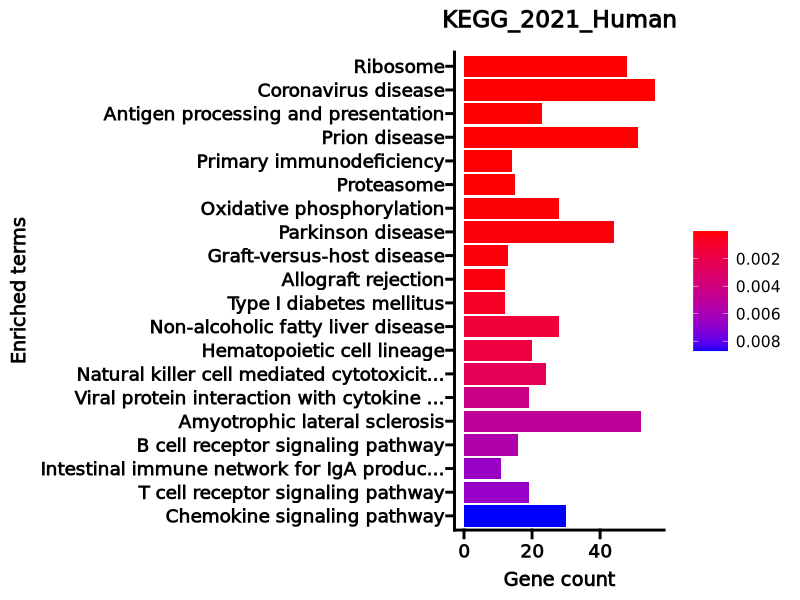 KEGG_2021_Human
Ribosome
Coronavirus disease
Antigen processing and presentation
Prion disease
Primary immunodeficiency
Proteasome
Oxidative phosphorylation
Parkinson disease
Graft-versus-host disease
Allograft rejection
Type I diabetes mellitus
Non-alcoholic fatty liver disease
Hematopoietic cell lineage
Natural killer cell mediated cytotoxicit...
Viral protein interaction with cytokine ...
Amyotrophic lateral sclerosis
B cell receptor signaling pathway
Intestinal immune network for IgA produc...
T cell receptor signaling pathway
Chemokine signaling pathway
Enriched terms
0 20 40
Gene count
0.002
0.004
0.006
0.008